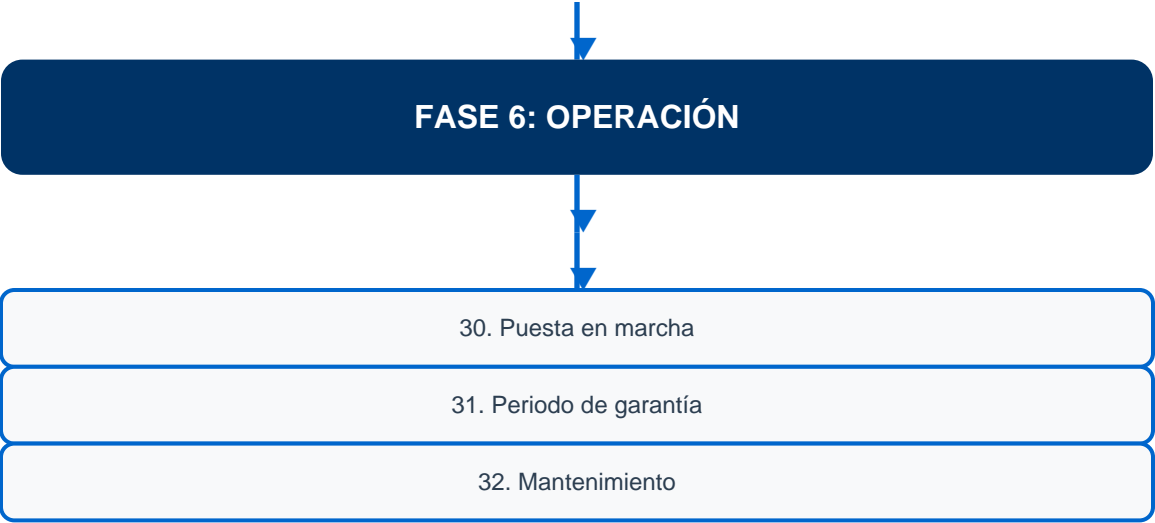 FASE 6: OPERACIÓN
30. Puesta en marcha
31. Periodo de garantía
32. Mantenimiento